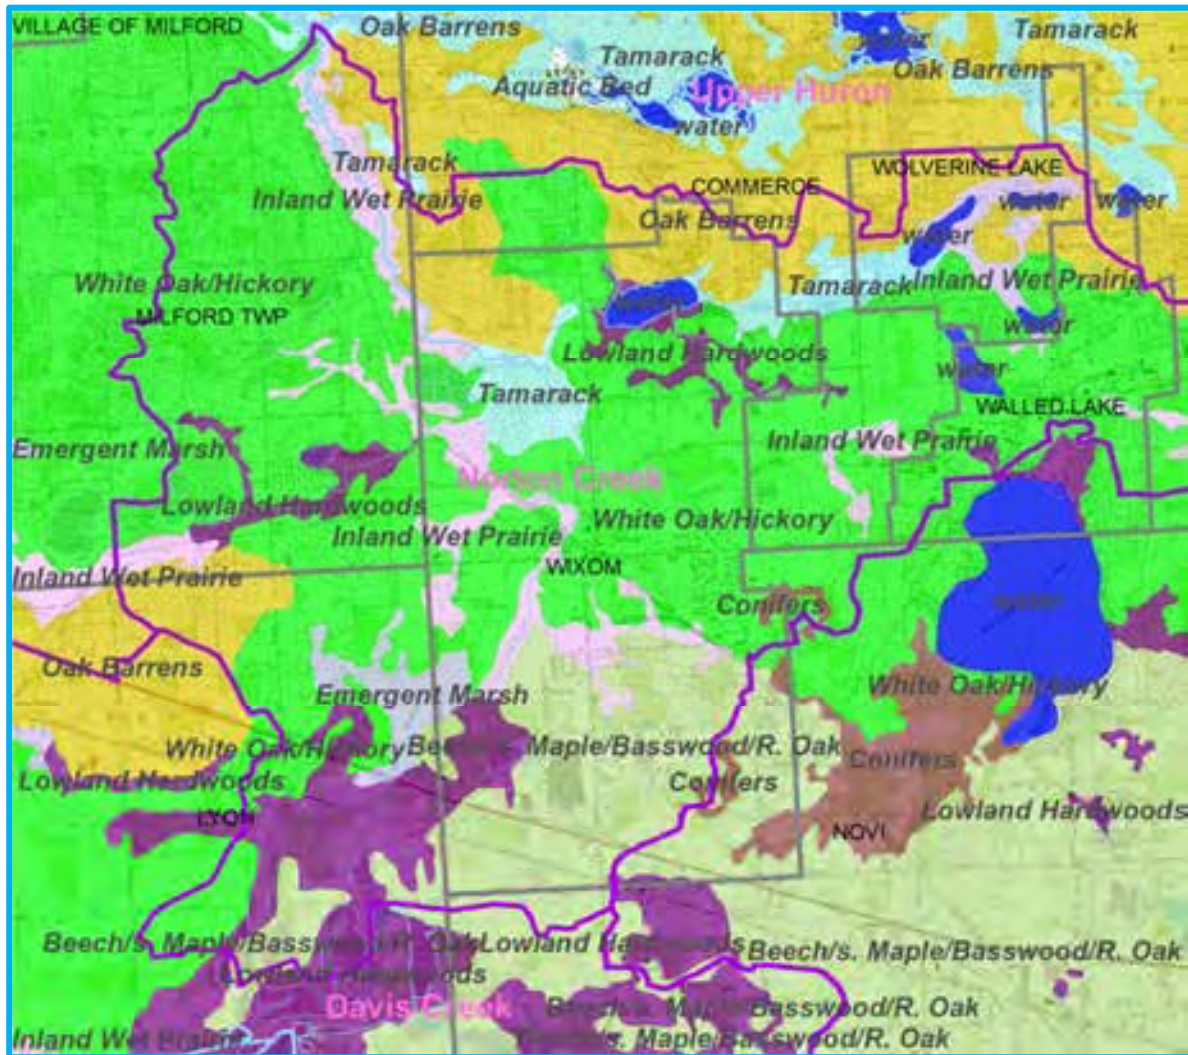 VILLAGE OF MILFORD
Oak Barrens
Tamarack
water
Tamarack
Oak Barrens
Aquatic Bed
Upper Huron
water
Tamarack
Inland Wet Prairie
COMMERCE
WOLVERINE LAKE
Oak Barrens
water
water
water
White Oak/Hickory
Tamarack
Inland Wet Prairie
MILFORD TWP
water
water
Lowland Hardwoods
water
Tamarack
WALLED LAKE
Emergent Marsh
Inland Wet Prairie
Norton Creek
Lowland Hardwoods
White Oak/Hickory
Inland Wet Prairie
WIXOM
Inland Wet Prairie
Conifers
water
Oak Barrens
Emergent Marsh
White Oak/Hickory
White Oak/Hickory
Beech/s. Maple/Basswood/R. Oak
Conifers
Lowland Hardwoods
Conifers
LYON
NOVI
Lowland Hardwoods
Beech/s. Maple/Basswood/R. Oak
Lowland Hardwoods
Beech/s. Maple/Basswood/R. Oak
Lowland Hardwoods
Davis Creek
Beech/s. Maple/Basswood/R. Oak
Inland Wet Prairie
Beech/s. Maple/Basswood/R. Oak